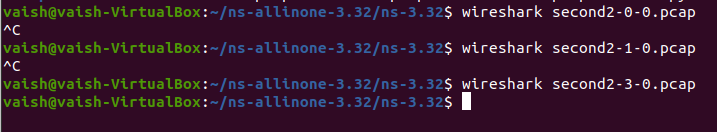 vaish@vaish-VirtualBox:~/ns-allinone-3.32/ns-3.32$ wireshark second2-0-0.pcap
^C
vaish@vaish-VirtualBox:~/ns-allinone-3.32/ns-3.32$ wireshark second2-1-0.pcap
^C
vaish@vaish-VirtualBox:~/ns-allinone-3.32/ns-3.32$ wireshark second2-3-0.pcap
vaish@vaish-VirtualBox:~/ns-allinone-3.32/ns-3.32$